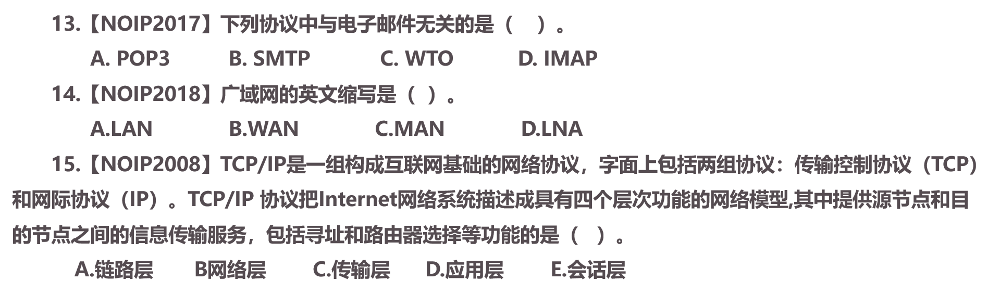 13.【NOIP2017】下列协议中与电子邮件无关的是（ ）。
A. POP3 B. SMTP C. WTO D. IMAP
14.【NOIP2018】广域网的英文缩写是（ ）。
A.LAN B.WAN C.MAN D.LNA
15.【NOIP2008】TCP/IP是一组构成互联网基础的网络协议，字面上包括两组协议：传输控制协议（TCP）
和网际协议（IP）。TCP/IP 协议把Internet网络系统描述成具有四个层次功能的网络模型,其中提供源节点和目
的节点之间的信息传输服务，包括寻址和路由器选择等功能的是（ ）。
A.链路层 B网络层 C.传输层 D.应用层 E.会话层